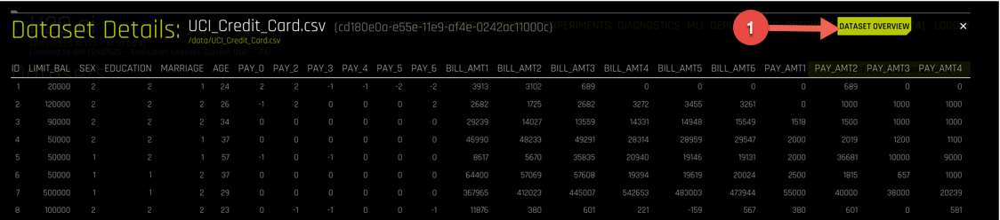 Dataset Details: UCI_Credit_Card.csv (cd180e0a-e55e-11e9-af4e-0242ac11000c) 1 DATASET OVERVIEW ×
/data/UCI_Credit_Card.csv
ID LIMIT_BAL SEX EDUCATION MARRIAGE AGE PAY_0 PAY_2 PAY_3 PAY_4 PAY_5 PAY_6 BILL_AMT1 BILL_AMT2 BILL_AMT3 BILL_AMT4 BILL_AMT5 BILL_AMT6 PAY_AMT1 PAY_AMT2 PAY_AMT3 PAY_AMT4
1 20000 2 2 1 24 2 2 -1 -1 -2 -2 3913 3102 689 0 0 0 0 689 0 0
2 120000 2 2 2 26 -1 2 0 0 0 2 2682 1725 2682 3272 3455 3261 0 1000 1000 1000
3 90000 2 2 2 34 0 0 0 0 0 0 29239 14027 13559 14331 14948 15549 1518 1500 1000 1000
4 50000 2 2 1 37 0 0 0 0 0 0 46990 48233 49291 28314 28959 29547 2000 2019 1200 1100
5 50000 1 2 1 57 -1 0 -1 0 0 0 8617 5670 35835 20940 19146 19131 2000 36681 10000 9000
6 50000 1 1 2 37 0 0 0 0 0 0 64400 57069 57608 19394 19619 20024 2500 1815 657 1000
7 500000 1 1 2 29 0 0 0 0 0 0 367965 412023 445007 542653 483003 473944 55000 40000 38000 20239
8 100000 2 2 2 23 0 -1 -1 0 0 -1 11876 380 601 221 -159 567 380 601 0 581